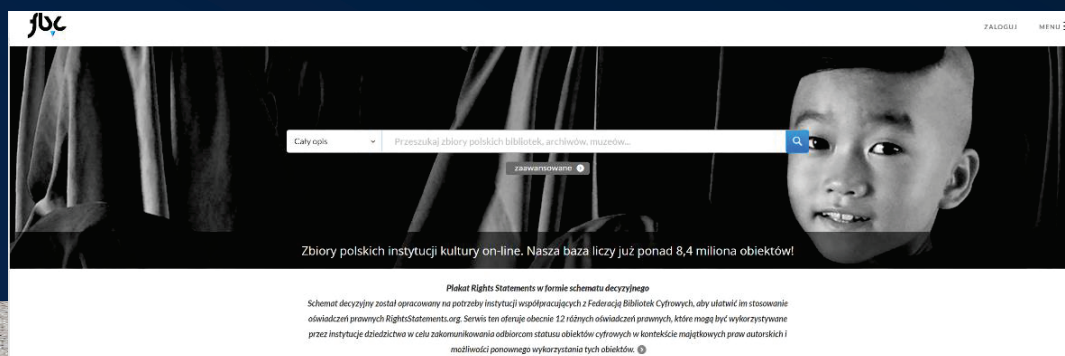 fbc
ZALOGUJ MENU
Cały opis Przeszukaj zbiory polskich bibliotek, archiwów, muzeów...
zaawansowane
Zbiory polskich instytucji kultury on-line. Nasza baza liczy już ponad 8,4 miliona obiektów!
Plakat Rights Statements w formie schematu decyzyjnego
Schemat decyzyjny został opracowany na potrzeby instytucji współpracujących z Federacją Bibliotek Cyfrowych, aby ułatwić im stosowanie
oświadczeń prawnych RightsStatements.org. Serwis ten oferuje obecnie 12 różnych oświadczeń prawnych, które mogą być wykorzystywane
przez instytucje dziedzictwa w celu zakomunikowania odbiorcom statusu obiektów cyfrowych w kontekście majątkowych praw autorskich i
możliwości ponownego wykorzystania tych obiektów.